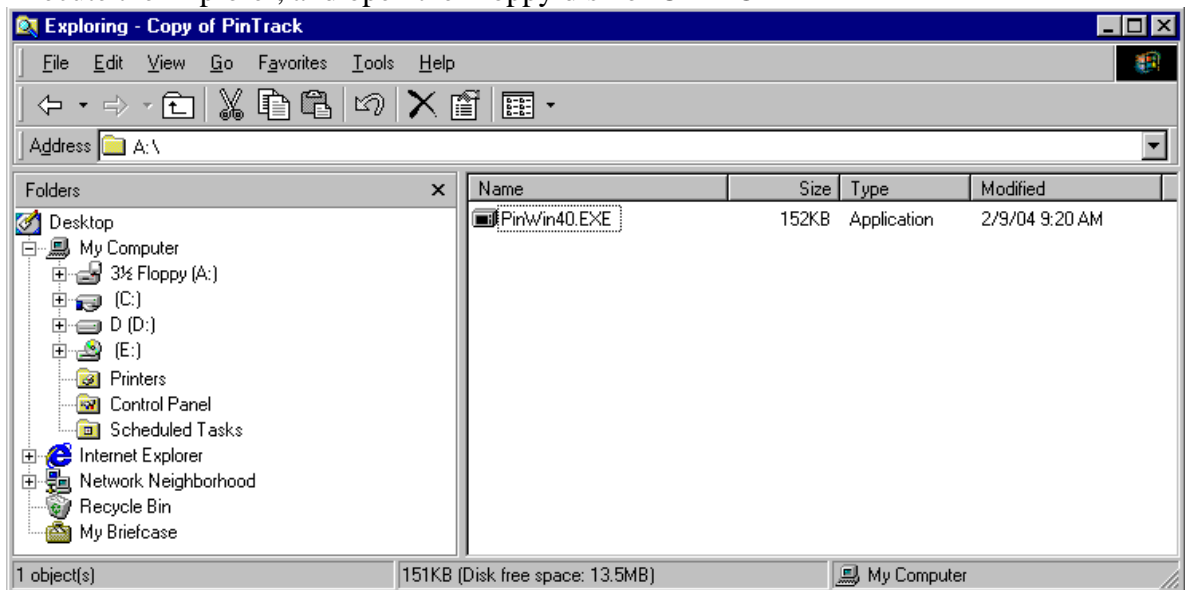 Exploring - Copy of PinTrack
File Edit View Go Favorites Tools Help
Address A:\
Folders
Name Size Type Modified
PinWin40.EXE 152KB Application 2/9/04 9:20 AM
Desktop
My Computer
3½ Floppy (A:)
(C:)
D (D:)
(E:)
Printers
Control Panel
Scheduled Tasks
Internet Explorer
Network Neighborhood
Recycle Bin
My Briefcase
1 object(s) 151KB (Disk free space: 13.5MB) My Computer